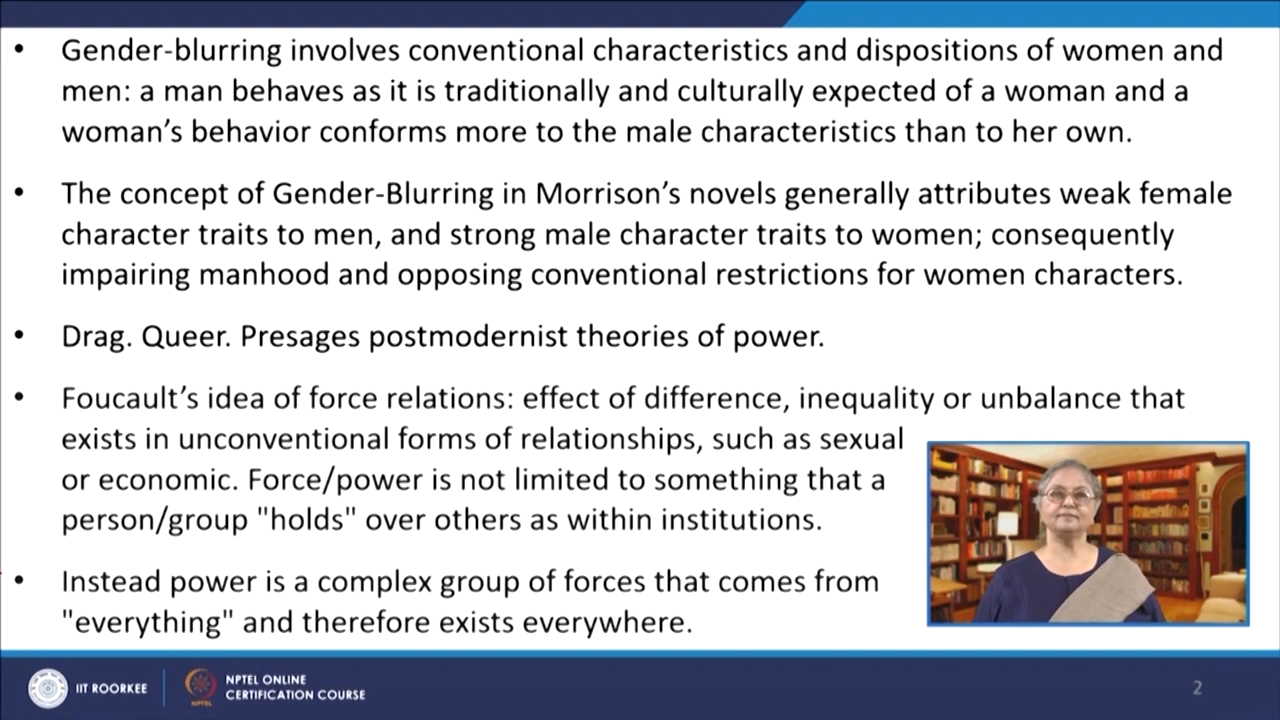 • Gender-blurring involves conventional characteristics and dispositions of women and
men: a man behaves as it is traditionally and culturally expected of a woman and a
woman's behavior conforms more to the male characteristics than to her own.
• The concept of Gender-Blurring in Morrison's novels generally attributes weak female
character traits to men, and strong male character traits to women; consequently
impairing manhood and opposing conventional restrictions for women characters.
• Drag. Queer. Presages postmodernist theories of power.
• Foucault's idea of force relations: effect of difference, inequality or unbalance that
exists in unconventional forms of relationships, such as sexual
or economic. Force/power is not limited to something that a
person/group "holds" over others as within institutions.
• Instead power is a complex group of forces that comes from
"everything" and therefore exists everywhere.
IIT ROORKEE
NPTEL
NPTEL ONLINE
CERTIFICATION COURSE
2